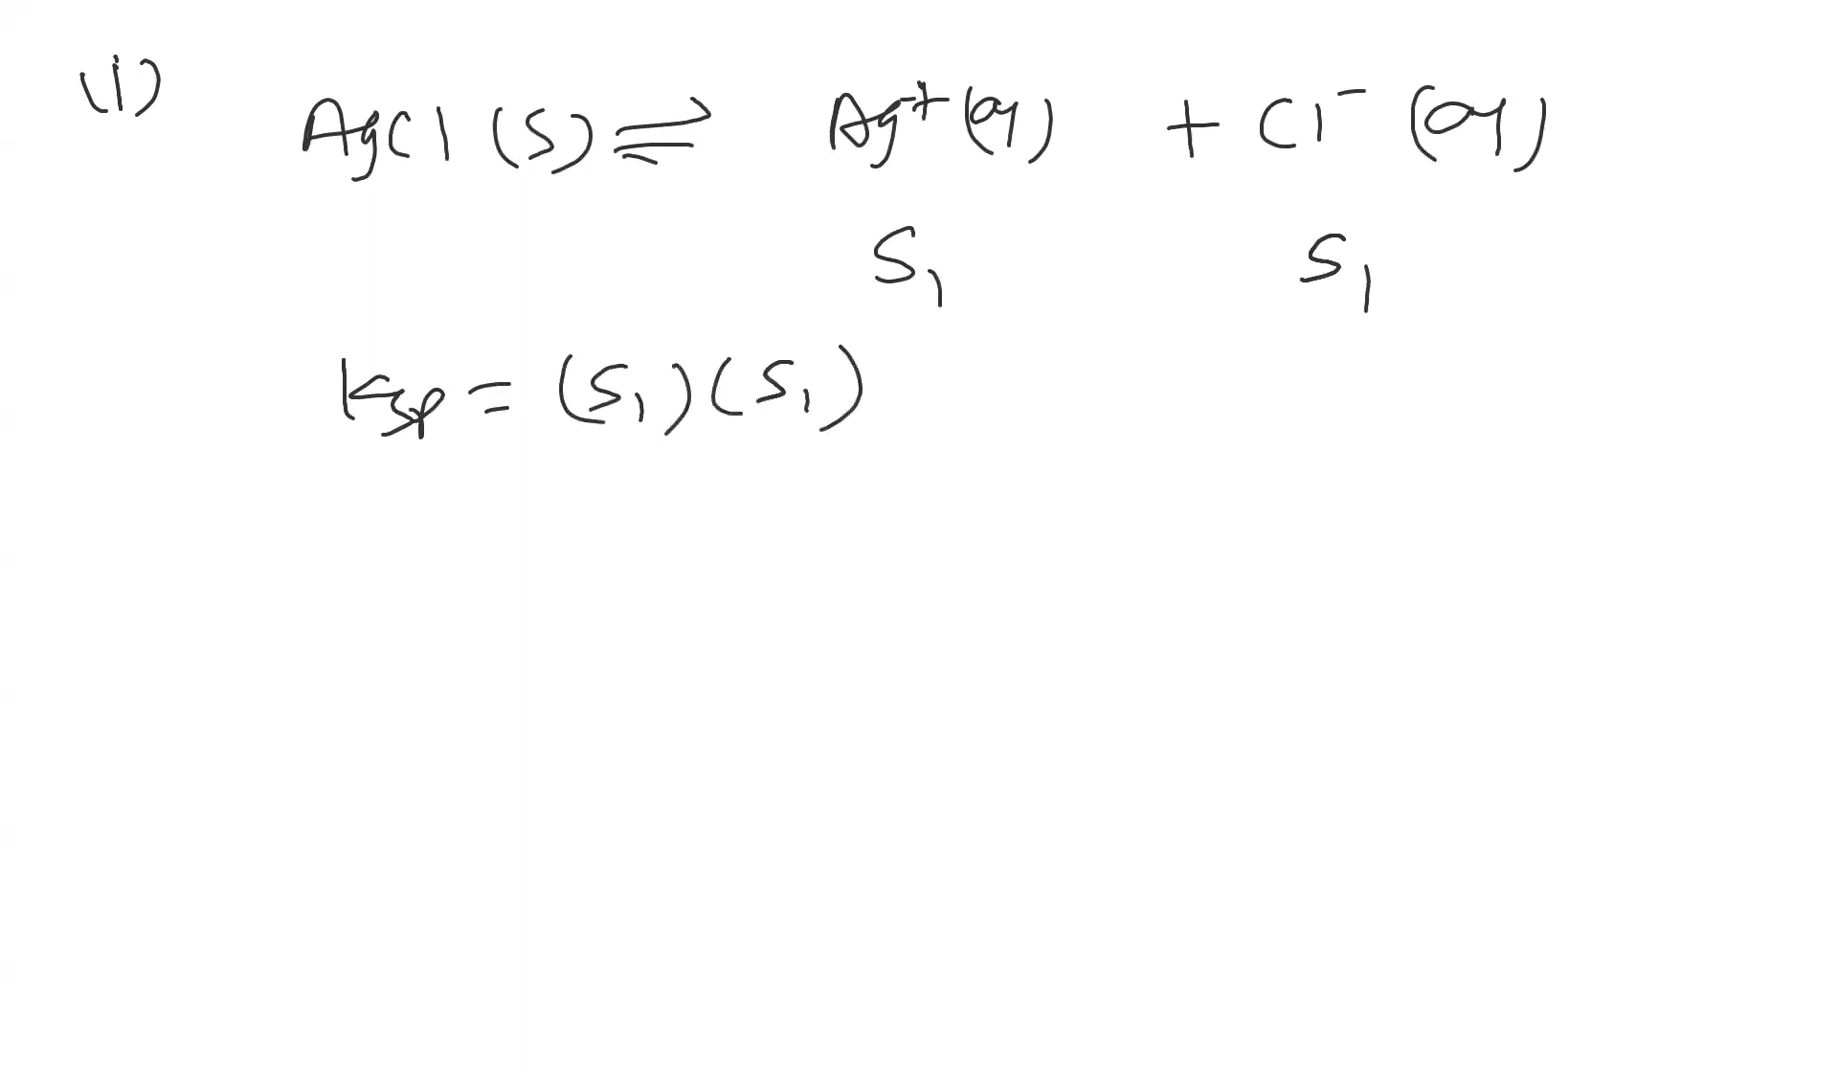 (i)
AgCl (s) ⇌ Ag⁺ (aq) + Cl⁻ (aq)
S₁ S₁
Ksp = (S₁) (S₁)